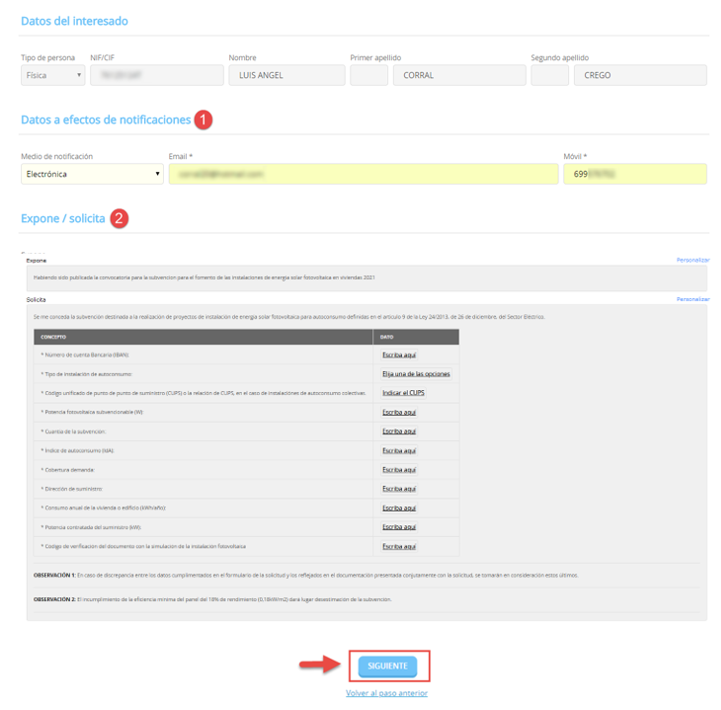 Datos del interesado
Tipo de persona NIF/CIF Nombre Primer apellido Segundo apellido
Física LUIS ANGEL CORRAL CREGO
Datos a efectos de notificaciones 1
Medio de notificación Email * Móvil *
Electrónica 699
Expone / solicita 2
Expone Personalizar
Habiendo sido publicada la convocatoria para la subvención para el fomento de las instalaciones de energía solar fotovoltaica en viviendas 2021
Solicita Personalizar
Se me conceda la subvención destinada a la realización de proyectos de instalación de energía solar fotovoltaica para autoconsumo definidas en el artículo 9 de la Ley 24/2013, de 26 de diciembre, del Sector Eléctrico.
CONCEPTO DATO
* Número de cuenta Bancaria (IBAN): Escriba aquí
* Tipo de instalación de autoconsumo: Elija una de las opciones
* Código unificado de punto de punto de suministro (CUPS) o la relación de CUPS, en el caso de instalaciones de autoconsumo colectivas. Indicar el CUPS
* Potencia fotovoltaica subvencionable (W): Escriba aquí
* Cuantía de la subvención: Escriba aquí
* Índice de autoconsumo (IdA): Escriba aquí
* Cobertura demanda: Escriba aquí
* Dirección de suministro: Escriba aquí
* Consumo anual de la vivienda o edificio (kWh/año): Escriba aquí
* Potencia contratada del suministro (kW): Escriba aquí
* Código de verificación del documento con la simulación de la instalación fotovoltaica Escriba aquí
OBSERVACIÓN 1: En caso de discrepancia entre los datos cumplimentados en el formulario de la solicitud y los reflejados en el documentación presentada conjutamente con la solicitud, se tomarán en consideración estos últimos.
OBSERVACIÓN 2: El incumplimiento de la eficiencia mínima del panel del 18% de rendimiento (0,18kW/m2) dará lugar desestimación de la subvención.
SIGUIENTE
Volver al paso anterior